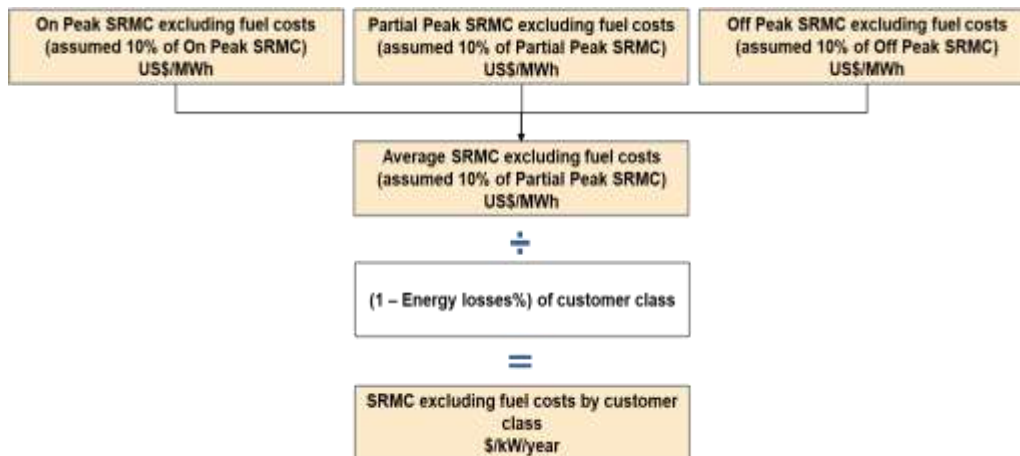 On Peak SRMC excluding fuel costs
(assumed 10% of On Peak SRMC)
US$/MWh
Partial Peak SRMC excluding fuel costs
(assumed 10% of Partial Peak SRMC)
US$/MWh
Off Peak SRMC excluding fuel costs
(assumed 10% of Off Peak SRMC)
US$/MWh
Average SRMC excluding fuel costs
(assumed 10% of Partial Peak SRMC)
US$/MWh
÷
(1 – Energy losses%) of customer class
=
SRMC excluding fuel costs by customer
class
$/kW/year